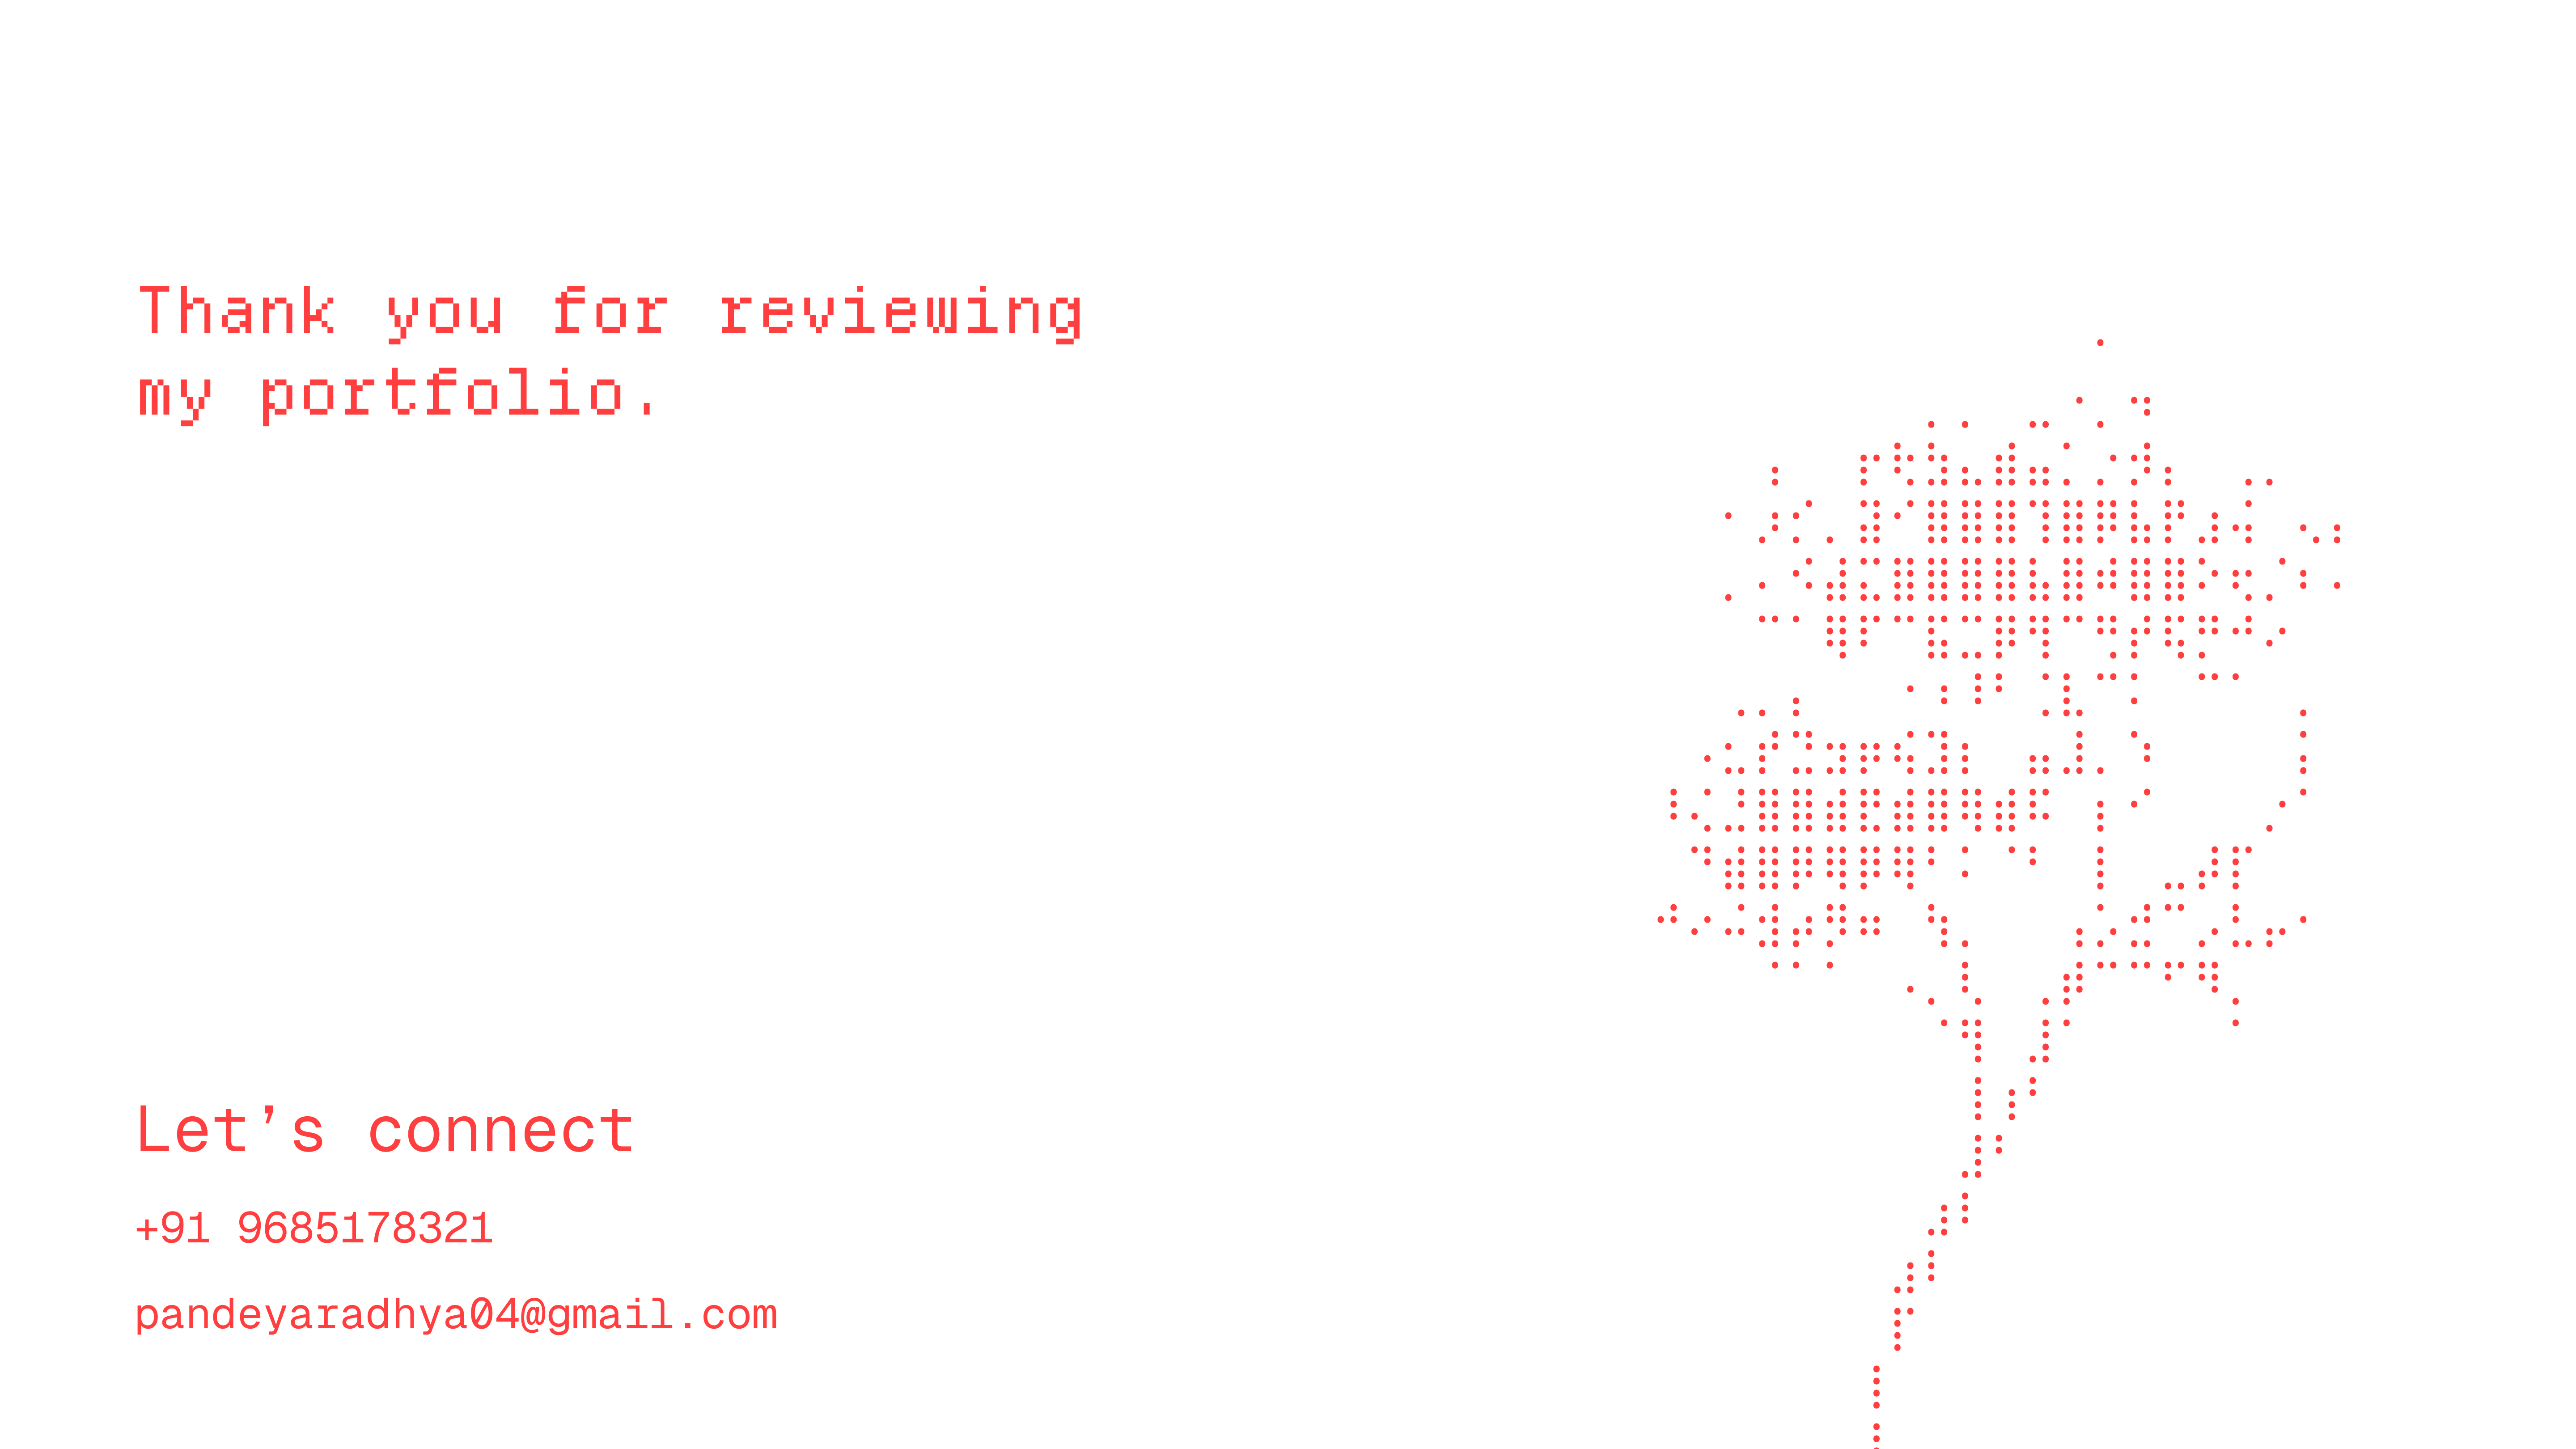 Thank you for reviewing
my portfolio.
Let’s connect
+91 9685178321
pandeyaradhya04@gmail.com